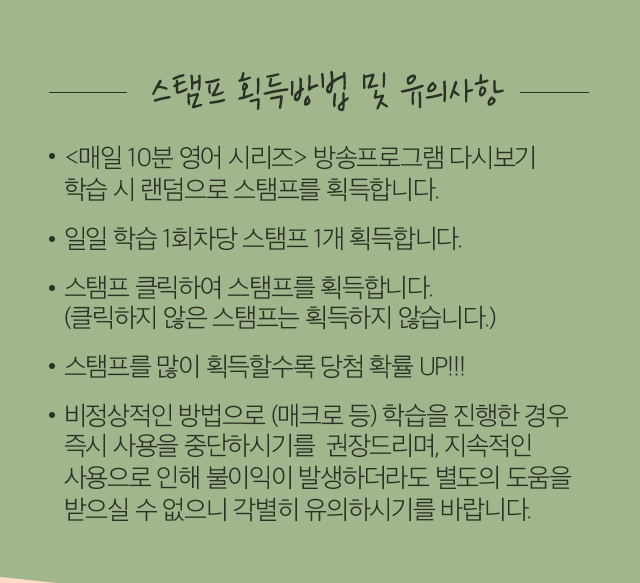 스탬프 획득방법 및 유의사항
• <매일 10분 영어 시리즈> 방송프로그램 다시보기
학습 시 랜덤으로 스탬프를 획득합니다.
• 일일 학습 1회차당 스탬프 1개 획득합니다.
• 스탬프 클릭하여 스탬프를 획득합니다.
(클릭하지 않은 스탬프는 획득하지 않습니다.)
• 스탬프를 많이 획득할수록 당첨 확률 UP!!!
• 비정상적인 방법으로 (매크로 등) 학습을 진행한 경우
즉시 사용을 중단하시기를 권장드리며, 지속적인
사용으로 인해 불이익이 발생하더라도 별도의 도움을
받으실 수 없으니 각별히 유의하시기를 바랍니다.